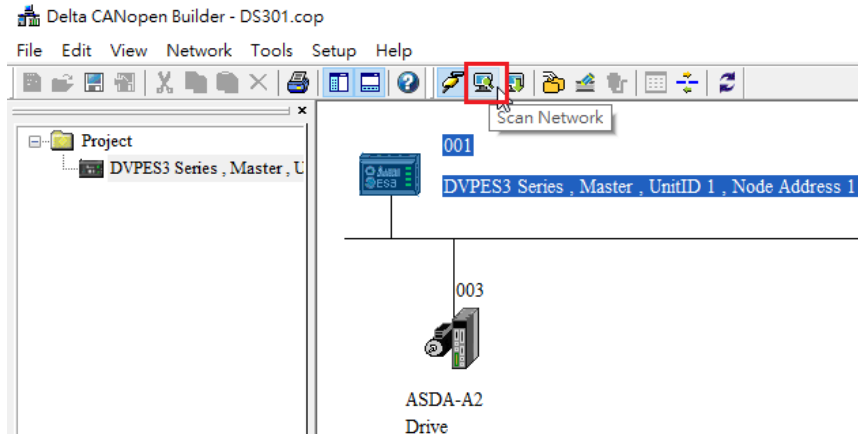 Delta CANopen Builder - DS301.cop
File Edit View Network Tools Setup Help
Scan Network
Project
DVPES3 Series , Master , U
001
DVPES3 Series , Master , UnitID 1 , Node Address 1
003
ASDA-A2
Drive